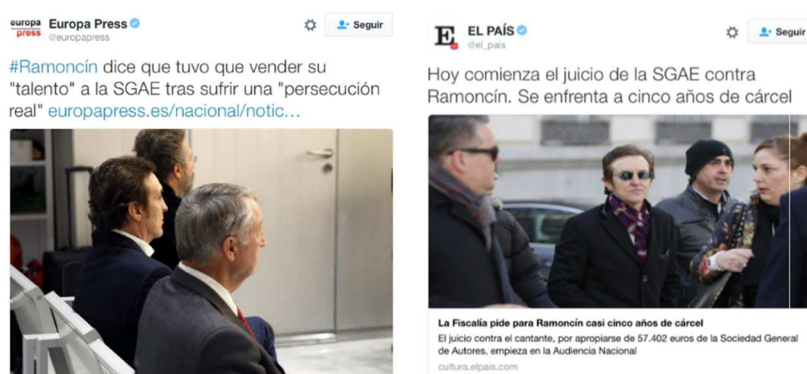 europa
press
Europa Press
@europapress
Seguir
#Ramoncín dice que tuvo que vender su
"talento" a la SGAE tras sufrir una "persecución
real" europapress.es/nacional/notic…
E
EL PAÍS
@el_pais
Seguir
Hoy comienza el juicio de la SGAE contra
Ramoncín. Se enfrenta a cinco años de cárcel
La Fiscalía pide para Ramoncín casi cinco años de cárcel
El juicio contra el cantante, por apropiarse de 57.402 euros de la Sociedad General
de Autores, empieza en la Audiencia Nacional
cultura.elpais.com